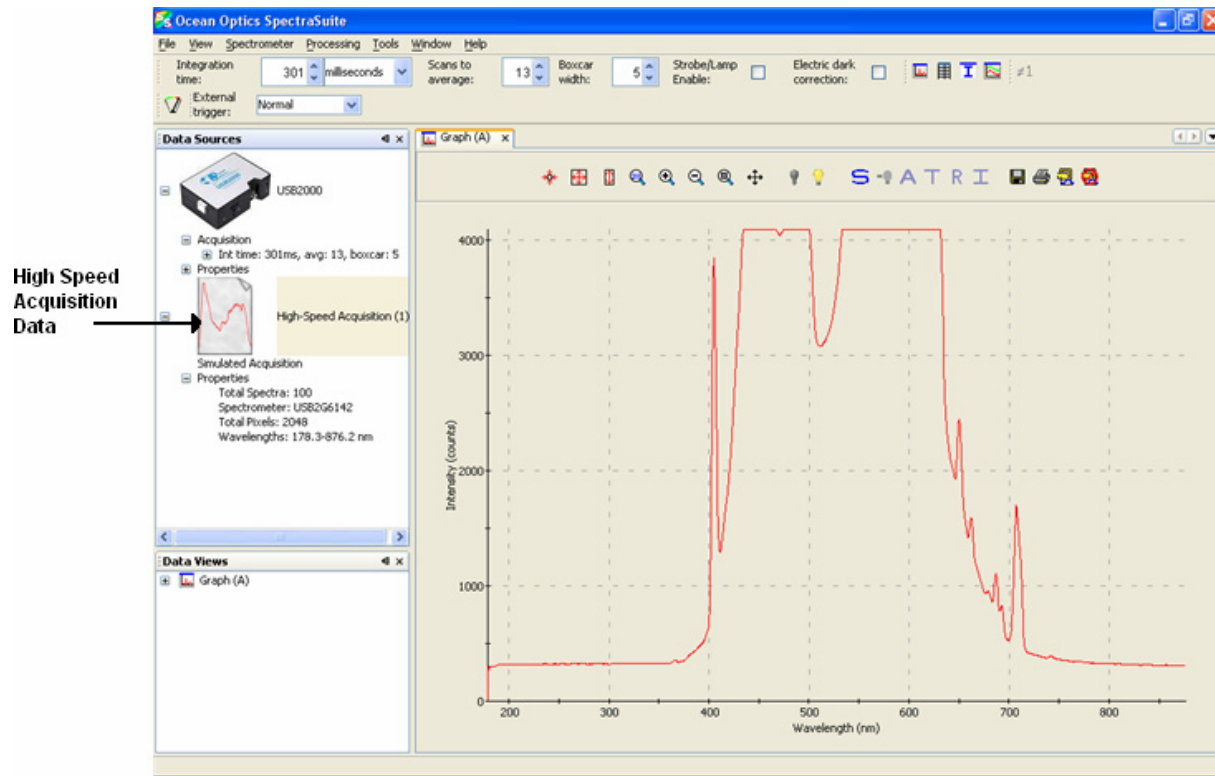 Ocean Optics SpectraSuite
File View Spectrometer Processing Tools Window Help
Integration time: 301 milliseconds Scans to average: 13 Boxcar width: 5 Strobe/Lamp Enable: Electric dark correction: ≠1
External trigger: Normal
Data Sources
USB2000
Acquisition
Int time: 301ms, avg: 13, boxcar: 5
Properties
High Speed
Acquisition
Data
High-Speed Acquisition (1)
Simulated Acquisition
Properties
Total Spectra: 100
Spectrometer: USB2G6142
Total Pixels: 2048
Wavelengths: 178.3-876.2 nm
Data Views
Graph (A)
Graph (A) x
S A T R I
4000
3000
2000
1000
0
Intensity (counts)
200 300 400 500 600 700 800
Wavelength (nm)